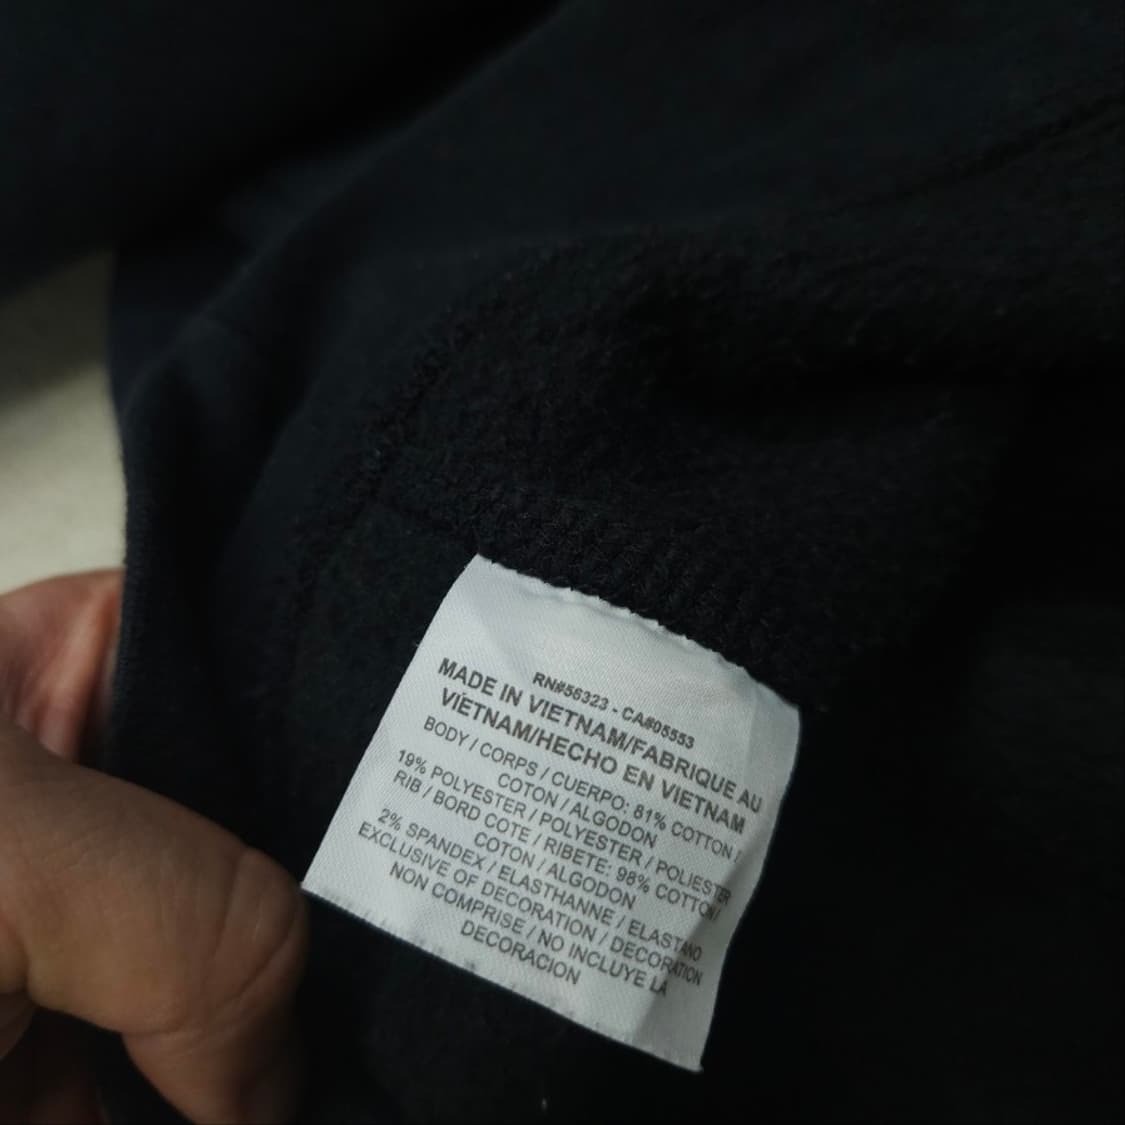 RN#56323 - CA#05553
MADE IN VIETNAM/FABRIQUE AU
VIETNAM/HECHO EN VIETNAM
BODY / CORPS / CUERPO: 81% COTTON /
COTON / ALGODON
19% POLYESTER / POLYESTER / POLIESTER
RIB / BORD COTE / RIBETE: 98% COTTON/
COTON / ALGODON
2% SPANDEX / ELASTHANNE / ELASTANO
EXCLUSIVE OF DECORATION / DECORATION
NON COMPRISE / NO INCLUYE LA
DECORACION